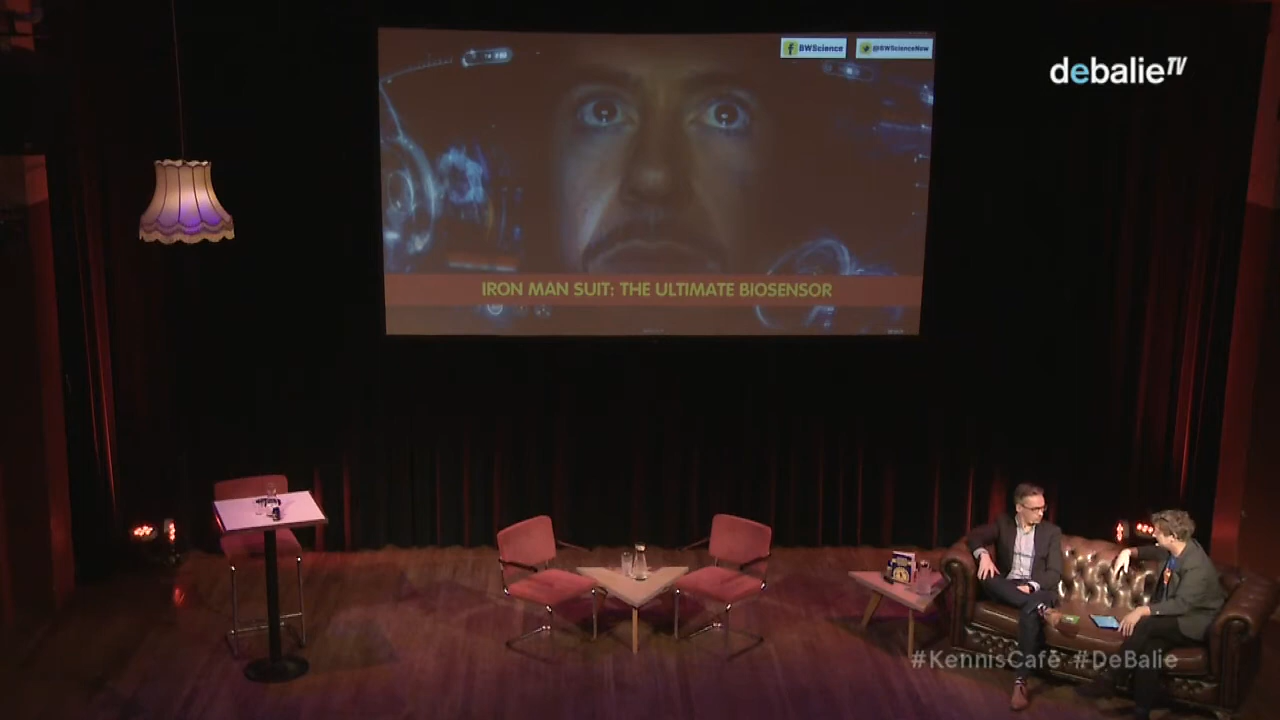 BWScience
@BWScienceNow
debalieTV
IRON MAN SUIT: THE ULTIMATE BIOSENSOR
#KennisCafé #DeBalie